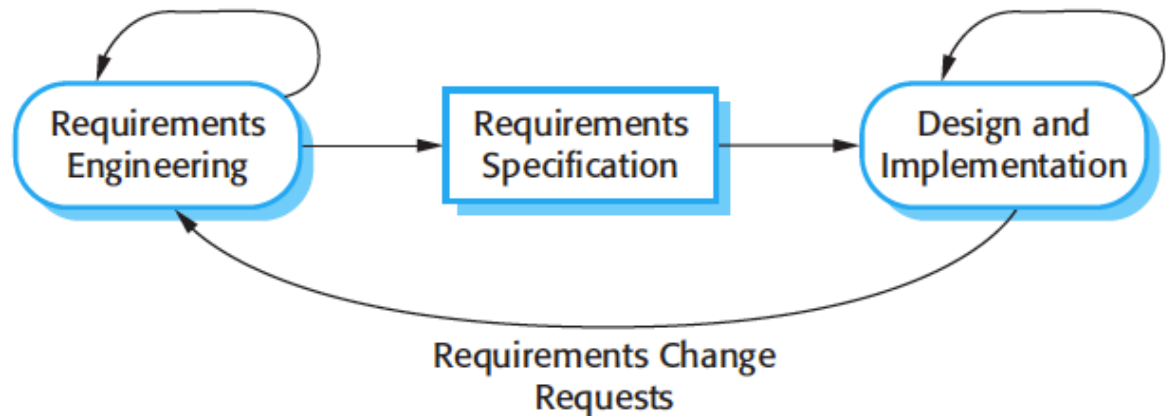 Requirements
Engineering
Requirements
Specification
Design and
Implementation
Requirements Change
Requests